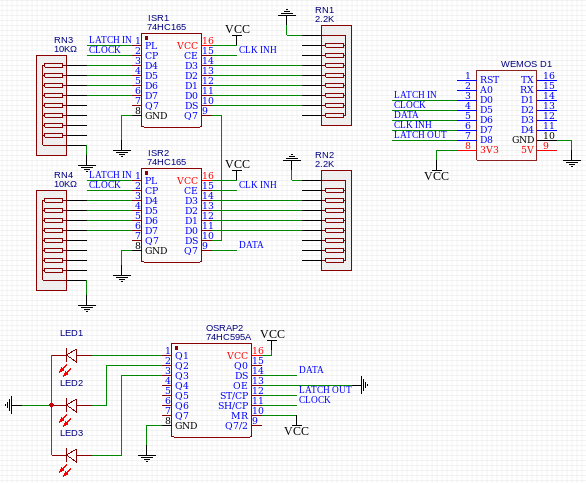 RN1
2.2K
ISR1
74HC165
VCC
RN3
10KΩ
LATCH IN 1 PL VCC 16
CLOCK 2 CP CE 15 CLK INH
3 D4 D3 14
4 D5 D2 13
5 D6 D1 12
6 D7 D0 11
7 Q7 DS 10
8 GND Q7 9
WEMOS D1
1 RST TX 16
2 A0 RX 15
LATCH IN 3 D0 D1 14
CLOCK 4 D5 D2 13
DATA 5 D6 D3 12
CLK INH 6 D7 D4 11
LATCH OUT 7 D8 GND 10
8 3V3 5V 9
VCC
ISR2
74HC165
VCC
RN2
2.2K
RN4
10KΩ
LATCH IN 1 PL VCC 16
CLOCK 2 CP CE 15 CLK INH
3 D4 D3 14
4 D5 D2 13
5 D6 D1 12
6 D7 D0 11
7 Q7 DS 10
8 GND Q7 9 DATA
OSRAP2
74HC595A
VCC
LED1
LED2
LED3
1 Q1 VCC 16
2 Q2 Q0 15
3 Q3 DS 14 DATA
4 Q4 OE 13
5 Q5 ST/CP 12 LATCH OUT
6 Q6 SH/CP 11 CLOCK
7 Q7 MR 10
8 GND Q7/2 9
VCC